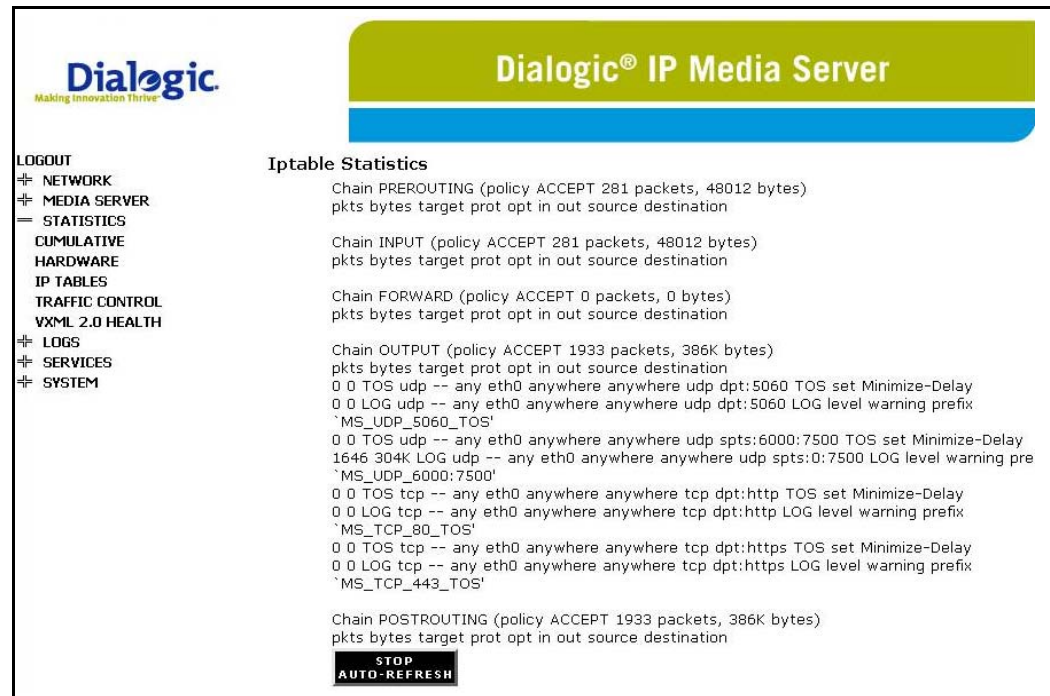 Dialogic.
Making Innovation Thrive™
Dialogic® IP Media Server
LOGOUT
NETWORK
MEDIA SERVER
STATISTICS
CUMULATIVE
HARDWARE
IP TABLES
TRAFFIC CONTROL
VXML 2.0 HEALTH
LOGS
SERVICES
SYSTEM
Iptable Statistics
Chain PREROUTING (policy ACCEPT 281 packets, 48012 bytes)
pkts bytes target prot opt in out source destination
Chain INPUT (policy ACCEPT 281 packets, 48012 bytes)
pkts bytes target prot opt in out source destination
Chain FORWARD (policy ACCEPT 0 packets, 0 bytes)
pkts bytes target prot opt in out source destination
Chain OUTPUT (policy ACCEPT 1933 packets, 386K bytes)
pkts bytes target prot opt in out source destination
0 0 TOS udp -- any eth0 anywhere anywhere udp dpt:5060 TOS set Minimize-Delay
0 0 LOG udp -- any eth0 anywhere anywhere udp dpt:5060 LOG level warning prefix
`MS_UDP_5060_TOS'
0 0 TOS udp -- any eth0 anywhere anywhere udp spts:6000:7500 TOS set Minimize-Delay
1646 304K LOG udp -- any eth0 anywhere anywhere udp spts:0:7500 LOG level warning pre
`MS_UDP_6000:7500'
0 0 TOS tcp -- any eth0 anywhere anywhere tcp dpt:http TOS set Minimize-Delay
0 0 LOG tcp -- any eth0 anywhere anywhere tcp dpt:http LOG level warning prefix
`MS_TCP_80_TOS'
0 0 TOS tcp -- any eth0 anywhere anywhere tcp dpt:https TOS set Minimize-Delay
0 0 LOG tcp -- any eth0 anywhere anywhere tcp dpt:https LOG level warning prefix
`MS_TCP_443_TOS'
Chain POSTROUTING (policy ACCEPT 1933 packets, 386K bytes)
pkts bytes target prot opt in out source destination
STOP
AUTO-REFRESH